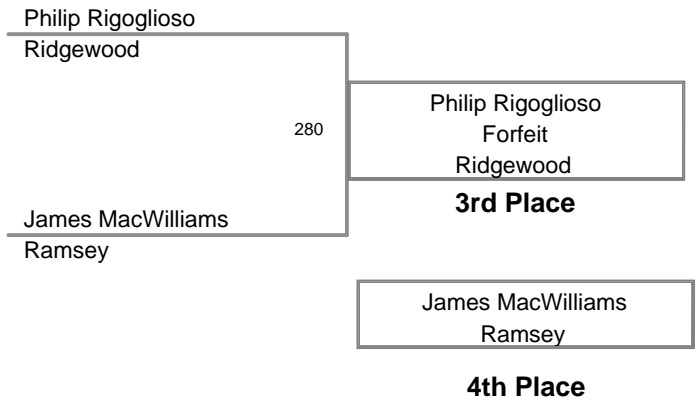 Philip Rigoglioso
Ridgewood
280
Philip Rigoglioso
Forfeit
Ridgewood
3rd Place
James MacWilliams
Ramsey
James MacWilliams
Ramsey
4th Place